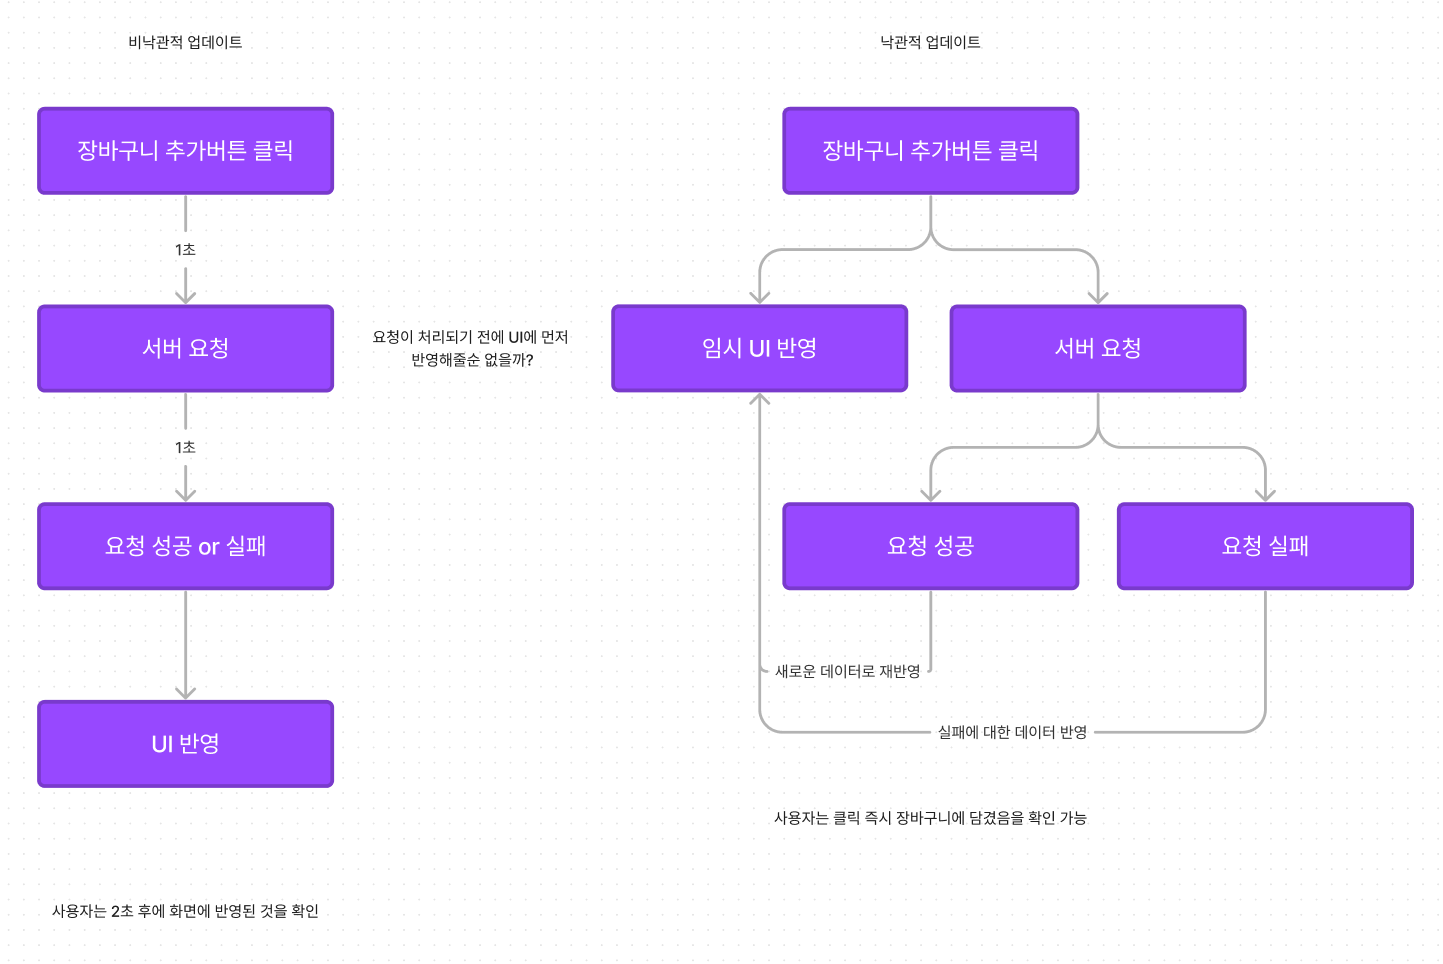 비낙관적 업데이트
장바구니 추가버튼 클릭
1초
서버 요청
1초
요청 성공 or 실패
UI 반영
사용자는 2초 후에 화면에 반영된 것을 확인
요청이 처리되기 전에 UI에 먼저
반영해줄순 없을까?
낙관적 업데이트
장바구니 추가버튼 클릭
임시 UI 반영
서버 요청
요청 성공
요청 실패
새로운 데이터로 재반영
실패에 대한 데이터 반영
사용자는 클릭 즉시 장바구니에 담겼음을 확인 가능